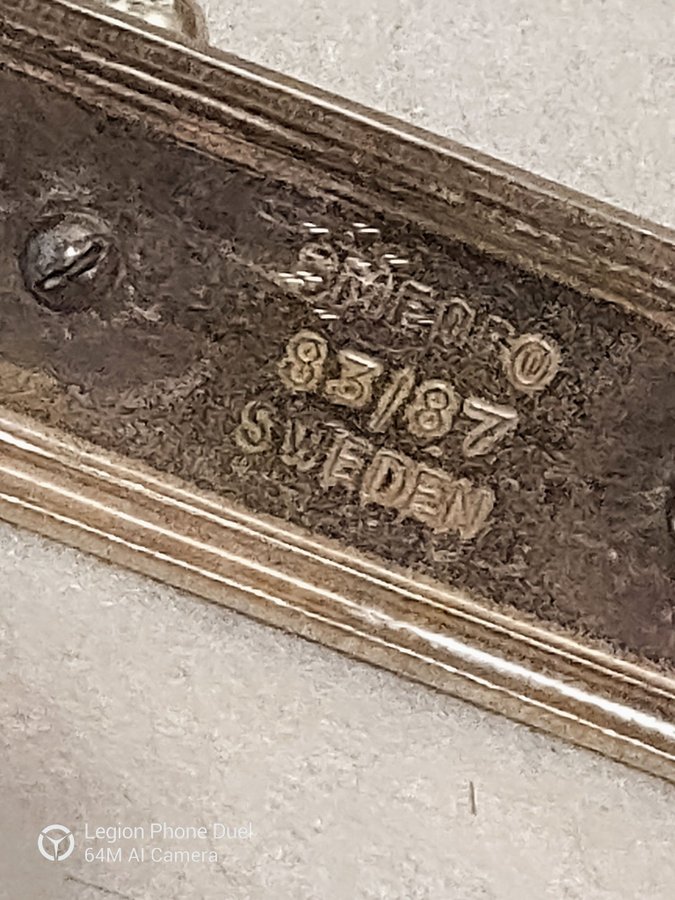 SMEDBO
83/87
SWEDEN
Legion Phone Duel
64M AI Camera